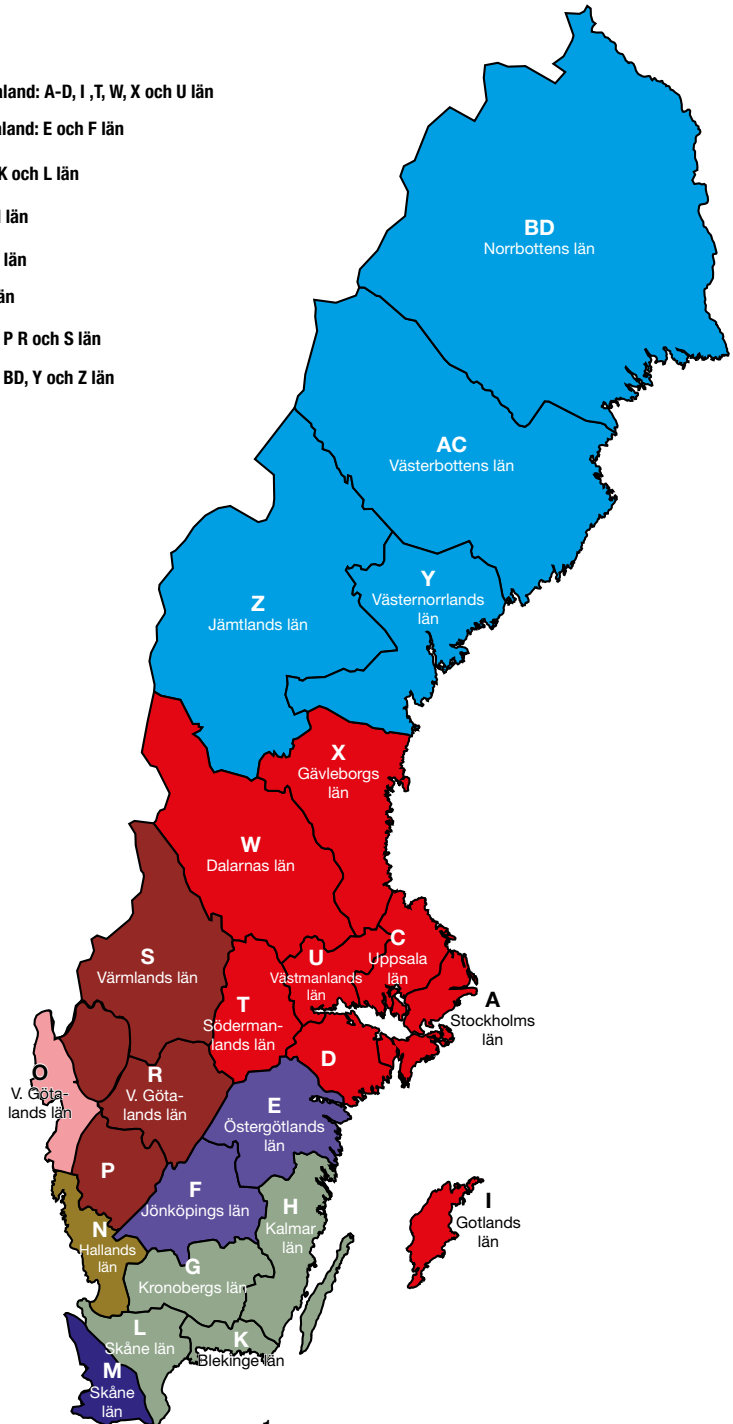 aland: A-D, I ,T, W, X och U län
aland: E och F län
K och L län
l län
län
än
P R och S län
BD, Y och Z län
BD
Norrbottens län
AC
Västerbottens län
Y
Västernorrlands
län
Z
Jämtlands län
X
Gävleborgs
län
W
Dalarnas län
S
Värmlands län
U
Västmanlands
län
C
Uppsala
län
A
Stockholms
län
T
Söderman-
lands län
D
O
V. Göta-
lands län
R
V. Göta-
lands län
E
Östergötlands
län
P
F
Jönköpings län
H
Kalmar
län
I
Gotlands
län
N
Hallands
län
G
Kronobergs län
L
Skåne län
K
Blekinge län
M
Skåne
län